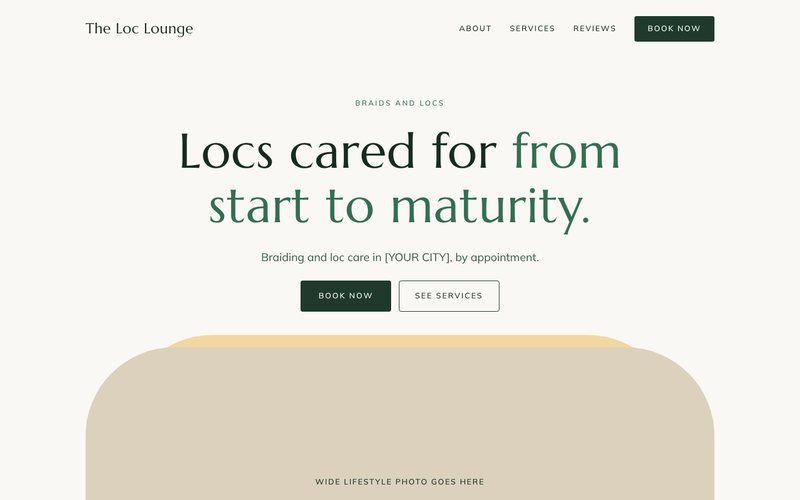 The Loc Lounge
ABOUT
SERVICES
REVIEWS
BOOK NOW
BRAIDS AND LOCS
Locs cared for from
start to maturity.
Braiding and loc care in [YOUR CITY], by appointment.
BOOK NOW
SEE SERVICES
WIDE LIFESTYLE PHOTO GOES HERE